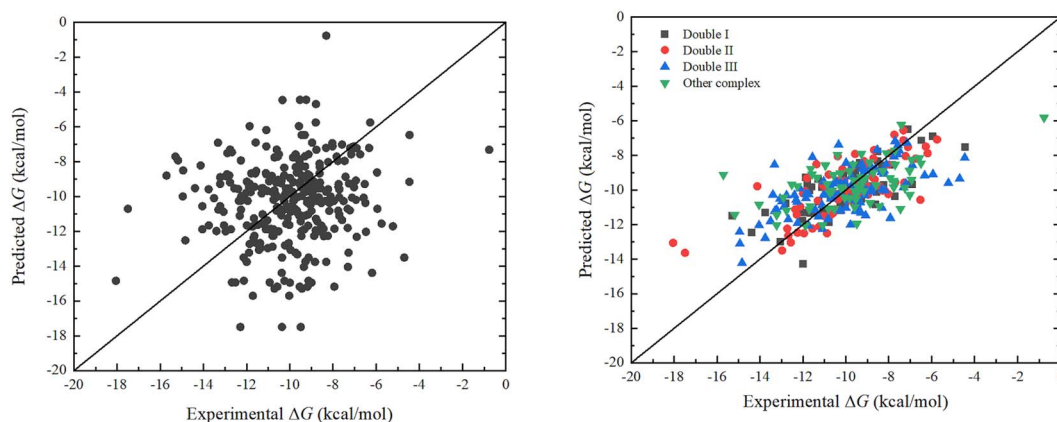 0
-2
-4
-6
-8
-10
-12
-14
-16
-18
-20
Predicted ΔG (kcal/mol)
-20 -18 -16 -14 -12 -10 -8 -6 -4 -2 0
Experimental ΔG (kcal/mol)
0
-2
-4
-6
-8
-10
-12
-14
-16
-18
-20
Predicted ΔG (kcal/mol)
Double I
Double II
Double III
Other complex
-20 -18 -16 -14 -12 -10 -8 -6 -4 -2 0
Experimental ΔG (kcal/mol)